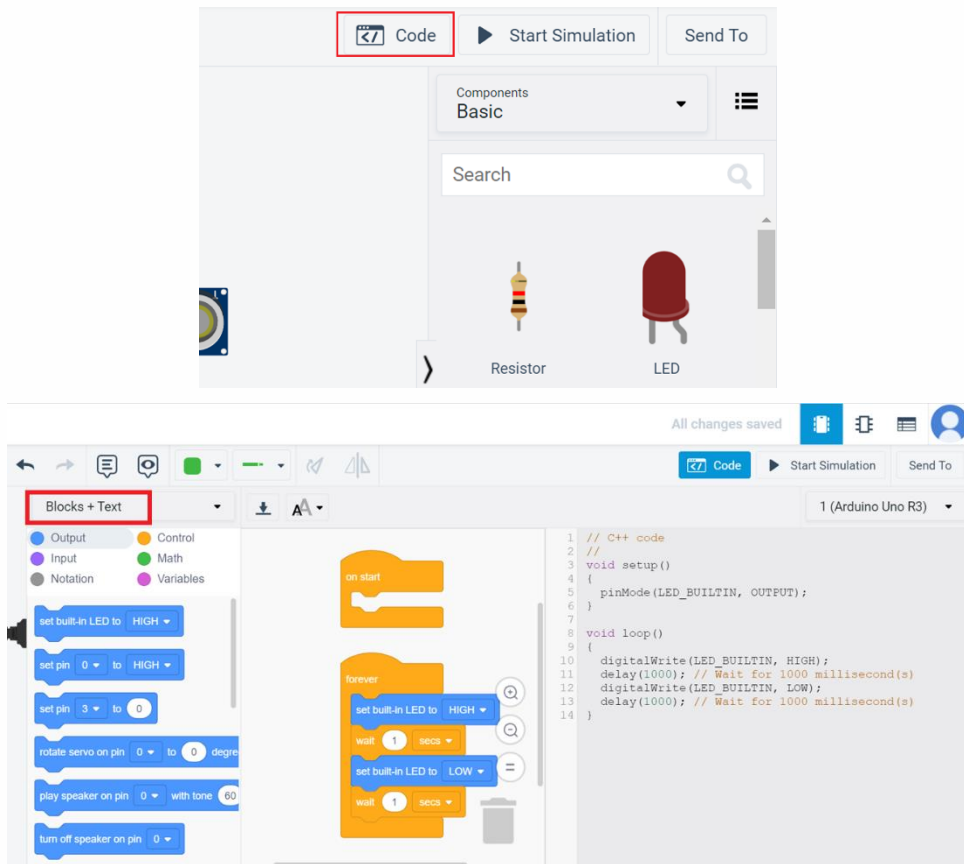 Code
Start Simulation
Send To
Components
Basic
Search
Resistor
LED
All changes saved
Code
Start Simulation
Send To
Blocks + Text
AA
1 (Arduino Uno R3)
Output
Control
Input
Math
Notation
Variables
set built-in LED to HIGH
set pin 0 to HIGH
set pin 3 to 0
rotate servo on pin 0 to 0 degre
play speaker on pin 0 with tone 60
turn off speaker on pin 0
on start
forever
set built-in LED to HIGH
wait 1 secs
set built-in LED to LOW
wait 1 secs
1 // C++ code
2 //
3 void setup()
4 {
5 pinMode(LED_BUILTIN, OUTPUT);
6 }
7
8 void loop()
9 {
10 digitalWrite(LED_BUILTIN, HIGH);
11 delay(1000); // Wait for 1000 millisecond(s)
12 digitalWrite(LED_BUILTIN, LOW);
13 delay(1000); // Wait for 1000 millisecond(s)
14 }